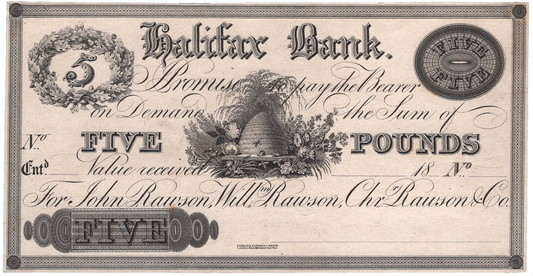 5 Halifax Bank. FIVE FIVE
I Promise to pay the Bearer
on Demand the Sum of
No. FIVE POUNDS
Entd. Value received 18 No.
For John Rawson, Willm. Rawson, Chr. Rawson & Co.
FIVE